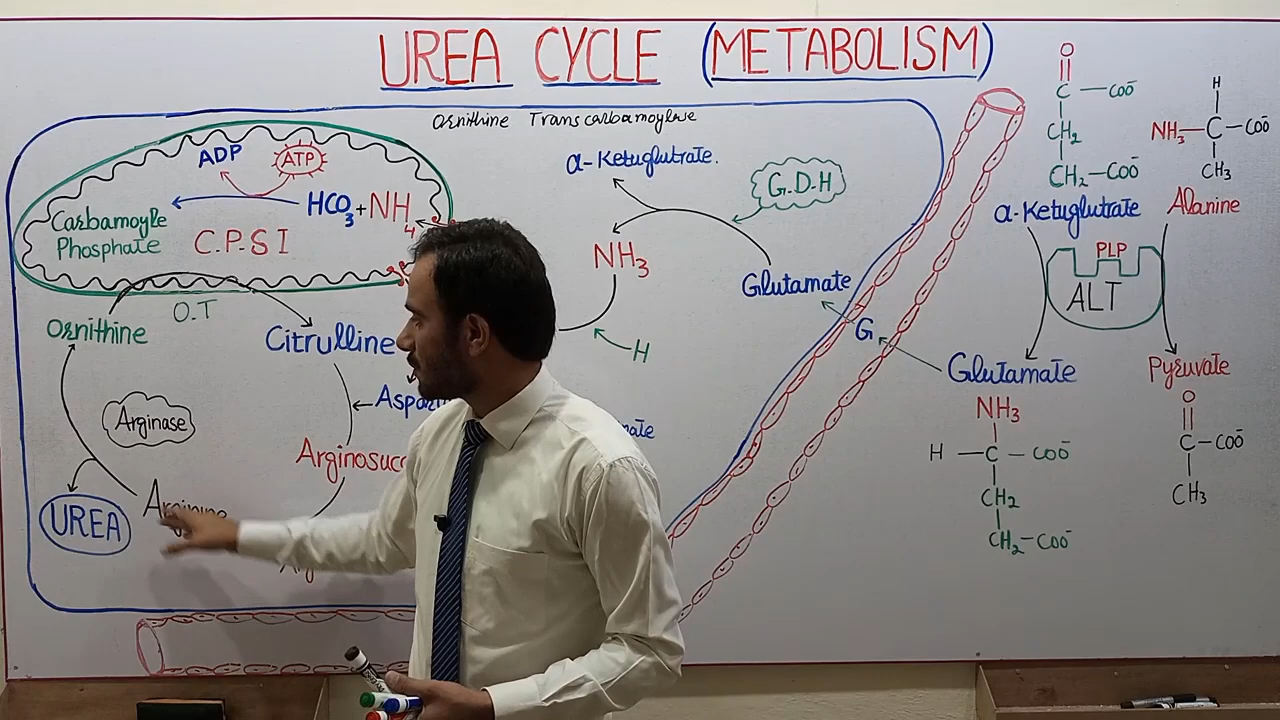 UREA CYCLE (METABOLISM)
Ornithine Transcarbamoylase
ADP
ATP
HCO3 + NH4
Carbamoyle
Phosphate
C.P-S I
O.T
Ornithine
Citrulline
Arginase
Arginosucc
UREA
Arginine
α-Ketuglutrate.
G.D.H
NH3
Glutamate
H
G
O
C — COO-
CH2
CH2-COO-
α-Ketuglutrate
H
NH3-C-COO-
CH3
Alanine
PLP
ALT
Glutamate
NH3
H — C — COO-
CH2
CH2-COO-
Pyruvate
O
C-COO-
CH3